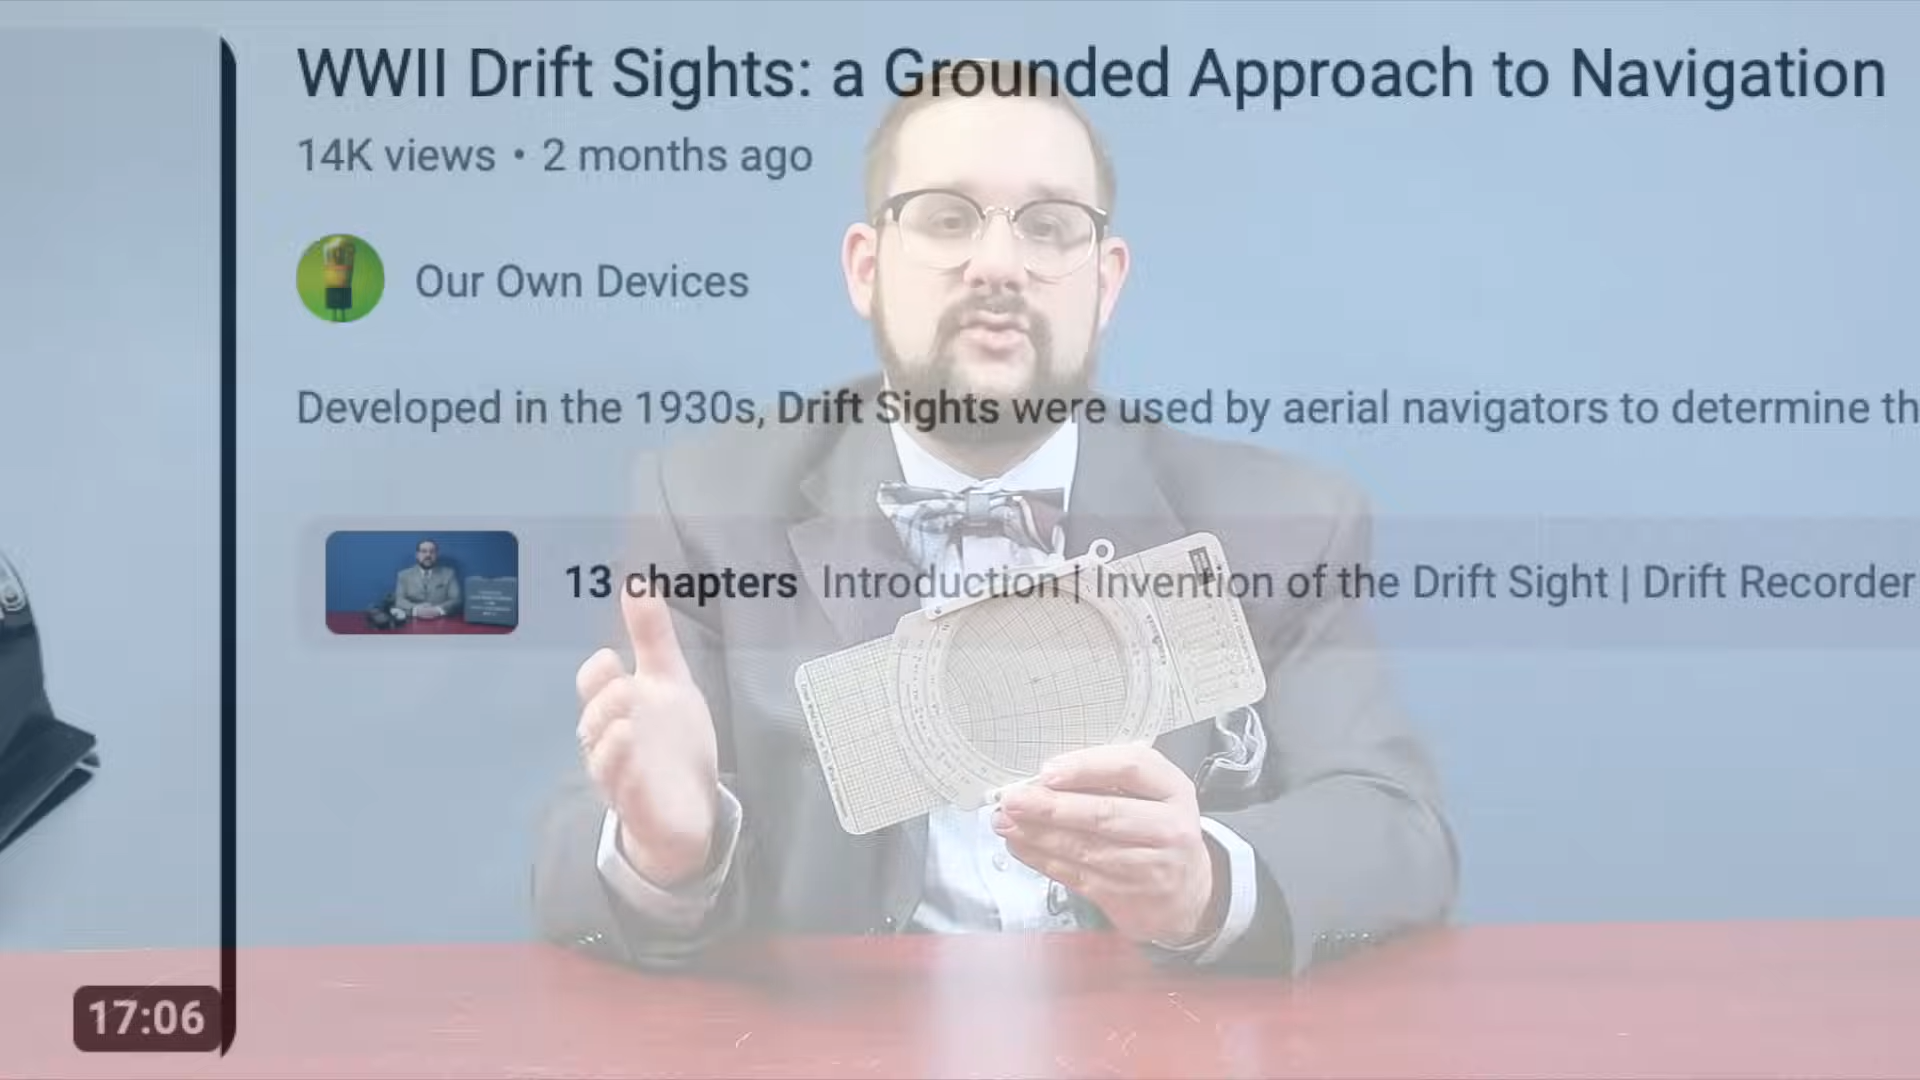 WWII Drift Sights: a Grounded Approach to Navigation
14K views • 2 months ago
Our Own Devices
Developed in the 1930s, Drift Sights were used by aerial navigators to determine th
13 chapters Introduction | Invention of the Drift Sight | Drift Recorder
17:06